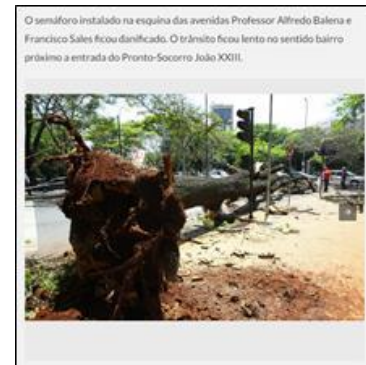 O semáforo instalado na esquina das avenidas Professor Alfredo Balena e
Francisco Sales ficou danificado. O trânsito ficou lento no sentido bairro
próximo a entrada do Pronto-Socorro João XXIII.